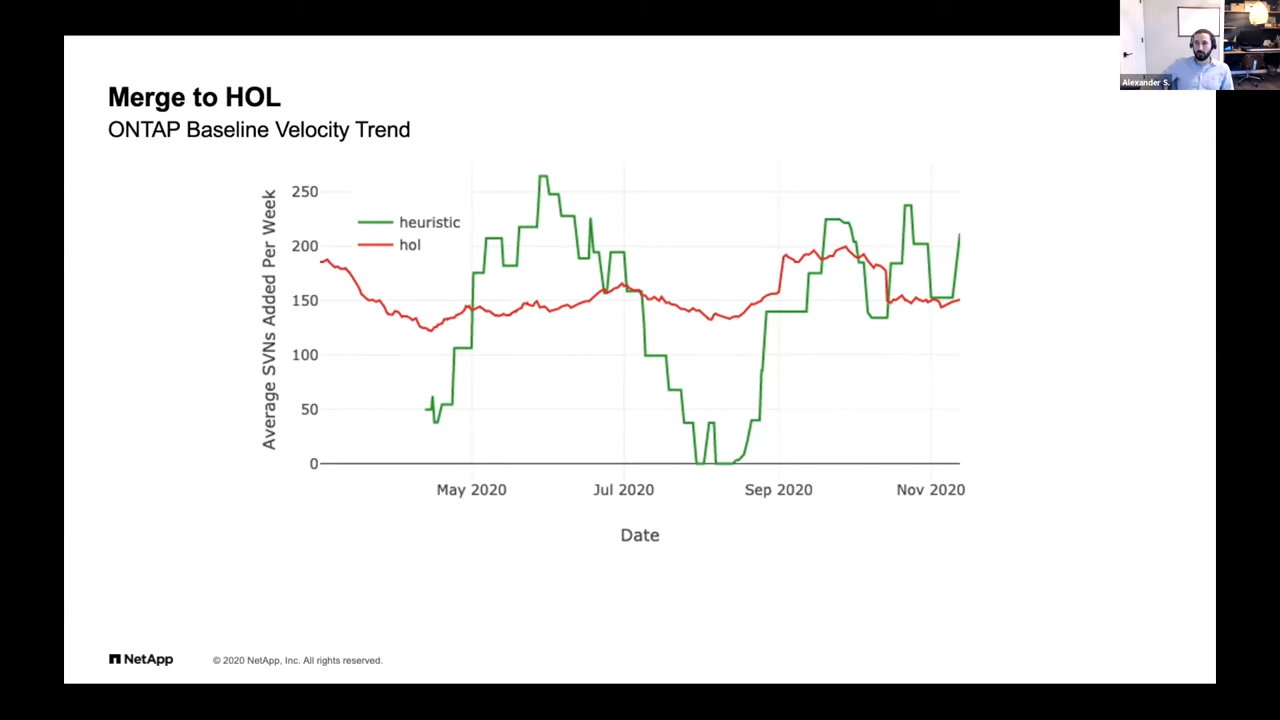 Alexander S.
Merge to HOL
ONTAP Baseline Velocity Trend
Average SVNs Added Per Week
250
200
150
100
50
0
heuristic
hol
May 2020
Jul 2020
Sep 2020
Nov 2020
Date
NetApp
© 2020 NetApp, Inc. All rights reserved.